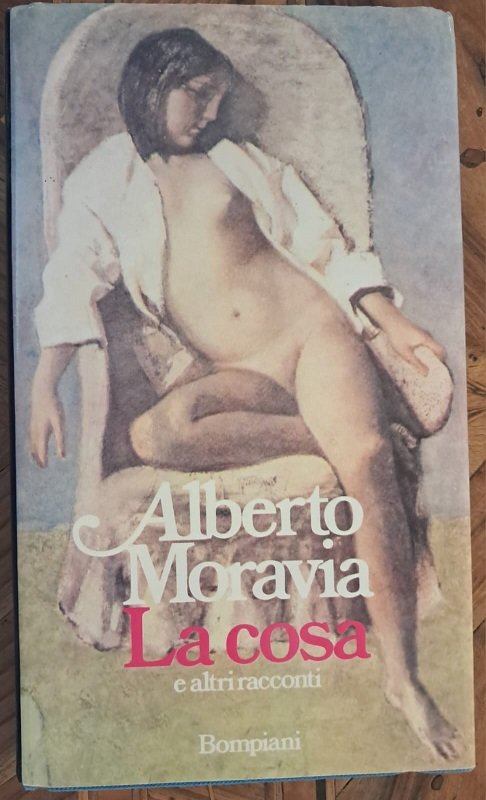 Alberto
Moravia
La cosa
e altri racconti
Bompiani